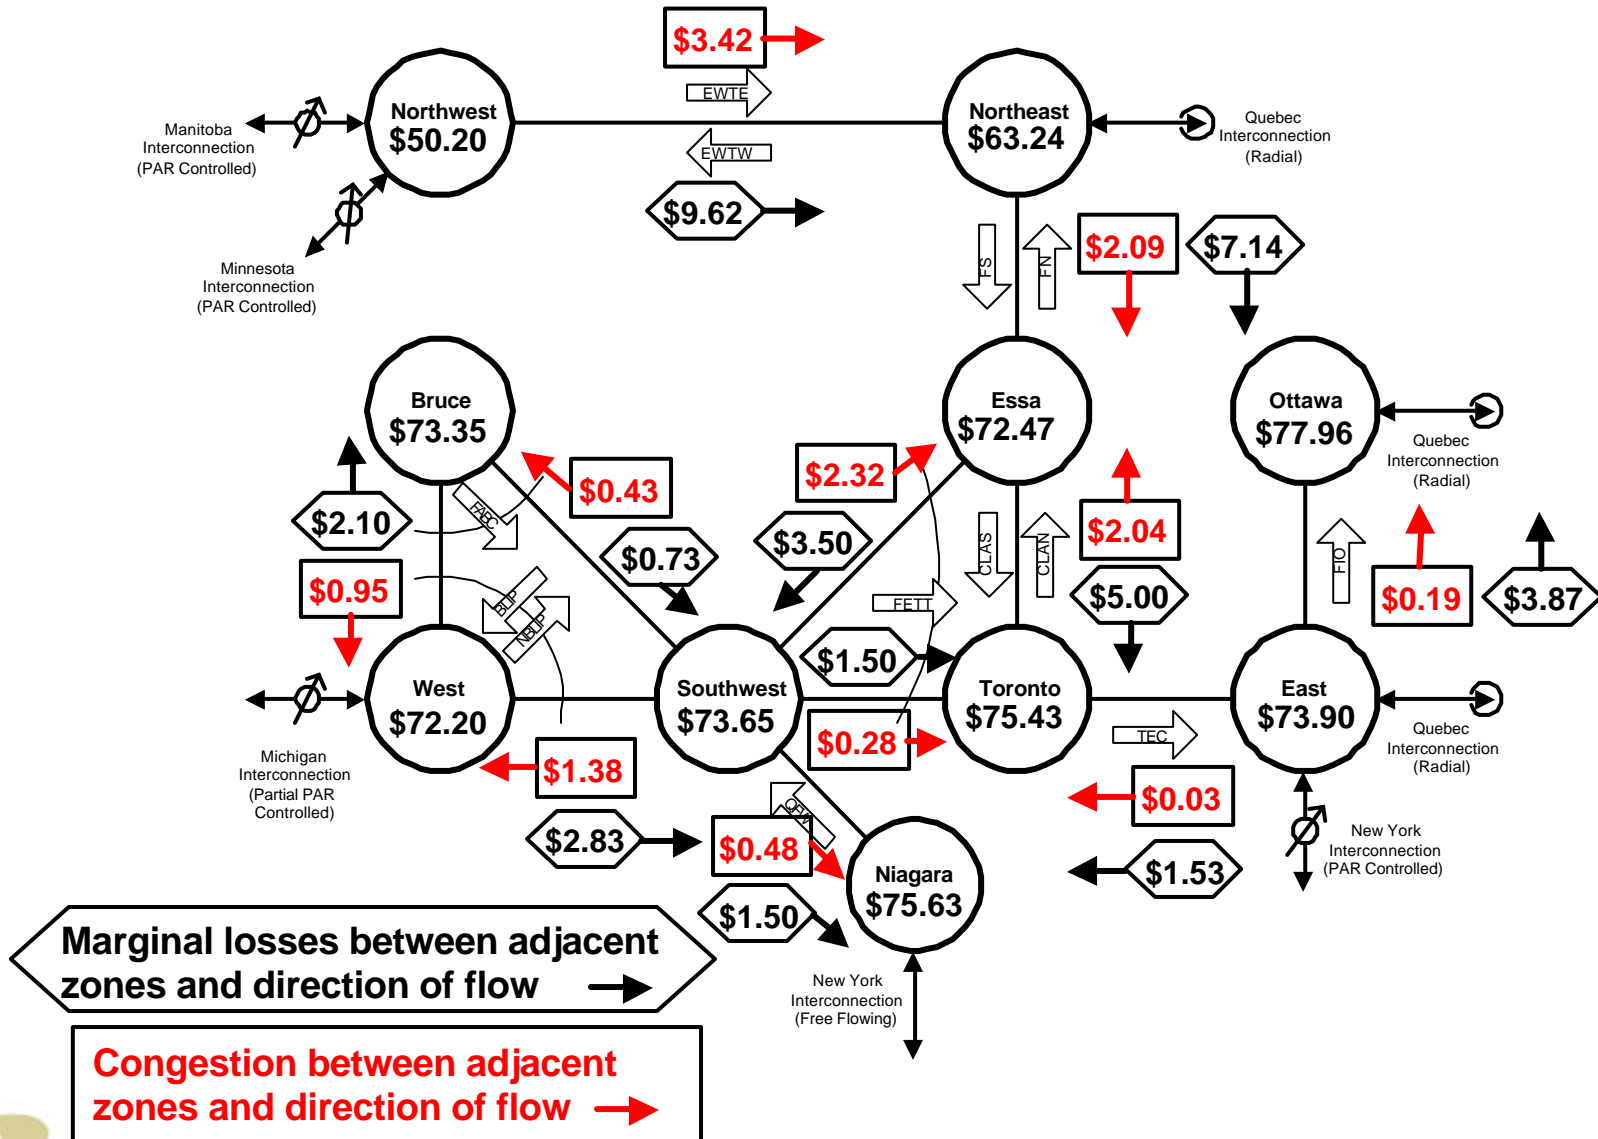 $3.42
EWTE
Northwest
$50.20
Northeast
$63.24
Manitoba
Interconnection
(PAR Controlled)
Quebec
Interconnection
(Radial)
EWTW
$9.62
Minnesota
Interconnection
(PAR Controlled)
FS
FN
$2.09
$7.14
Bruce
$73.35
Essa
$72.47
Ottawa
$77.96
Quebec
Interconnection
(Radial)
$0.43
$2.32
$2.10
FABC
$0.73
$3.50
CLAS
CLAN
$2.04
FIO
$0.95
NBLIP
FETT
$5.00
$0.19
$3.87
$1.50
West
$72.20
Southwest
$73.65
Toronto
$75.43
East
$73.90
TEC
Quebec
Interconnection
(Radial)
Michigan
Interconnection
(Partial PAR
Controlled)
$1.38
$0.28
$0.03
$2.83
$0.48
New York
Interconnection
(PAR Controlled)
$1.53
Niagara
$75.63
$1.50
Marginal losses between adjacent
zones and direction of flow
New York
Interconnection
(Free Flowing)
Congestion between adjacent
zones and direction of flow